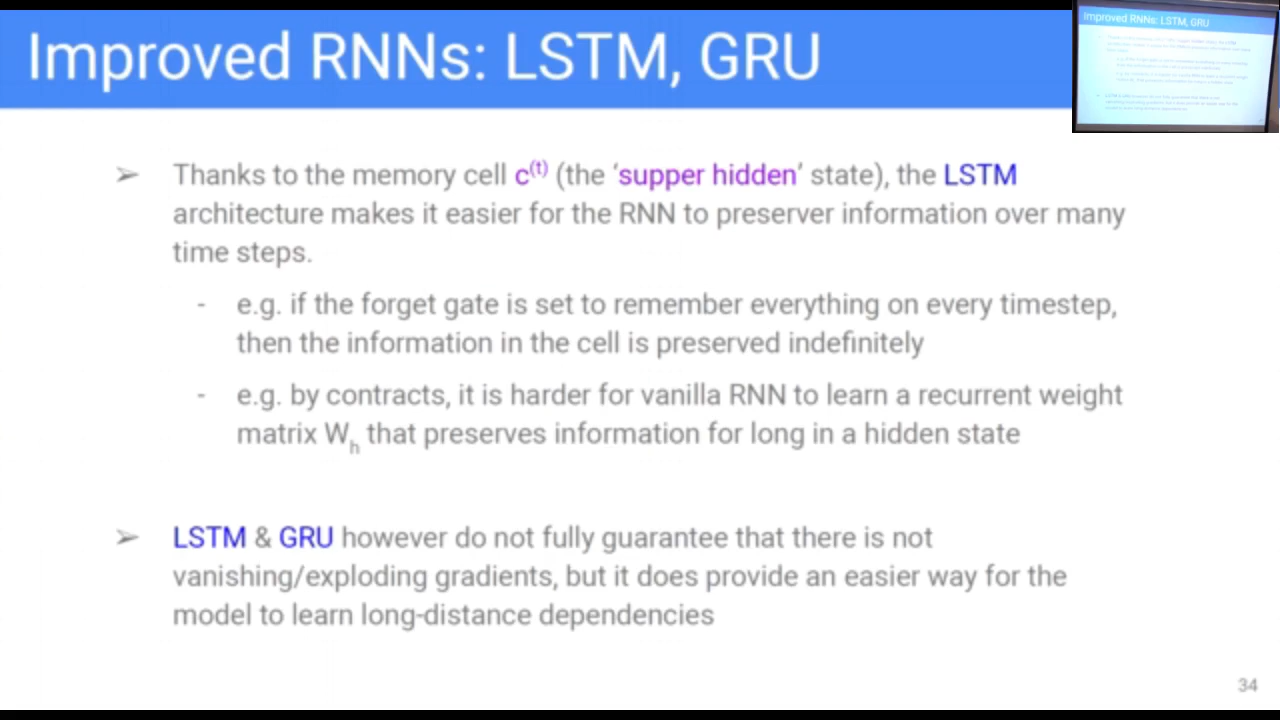 Improved RNNs: LSTM, GRU
➢ Thanks to the memory cell c(t) (the ‘supper hidden’ state), the LSTM
architecture makes it easier for the RNN to preserver information over many
time steps.
- e.g. if the forget gate is set to remember everything on every timestep,
then the information in the cell is preserved indefinitely
- e.g. by contracts, it is harder for vanilla RNN to learn a recurrent weight
matrix Wh that preserves information for long in a hidden state
➢ LSTM & GRU however do not fully guarantee that there is not
vanishing/exploding gradients, but it does provide an easier way for the
model to learn long-distance dependencies
34
Improved RNNs: LSTM, GRU